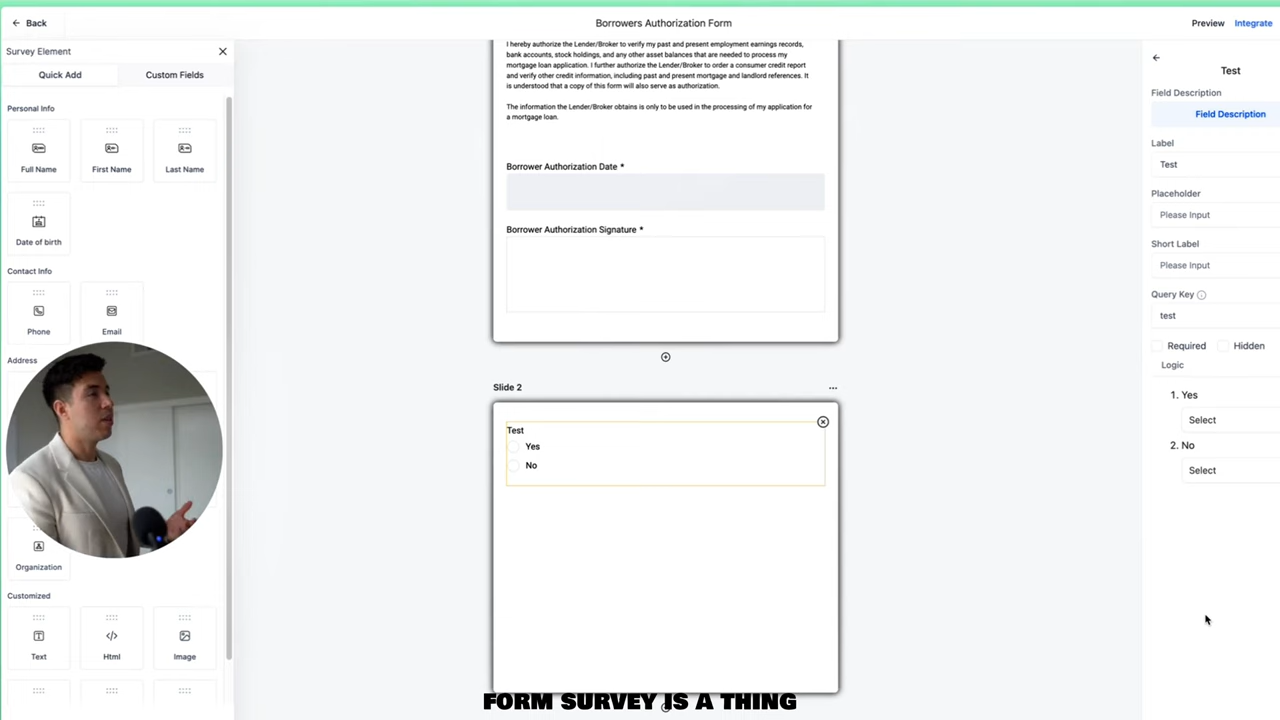 Back
Borrowers Authorization Form
Preview
Integrate
Survey Element
Quick Add
Custom Fields
Personal Info
Full Name
First Name
Last Name
Date of birth
Contact Info
Phone
Email
Address
Organization
Customized
Text
Html
Image
I hereby authorize the Lender/Broker to verify my past and present employment earnings records,
bank accounts, stock holdings, and any other asset balances that are needed to process my
mortgage loan application. I further authorize the Lender/Broker to order a consumer credit report
and verify other credit information, including past and present mortgage and landlord references. It
is understood that a copy of this form will also serve as authorization.
The information the Lender/Broker obtains is only to be used in the processing of my application for
a mortgage loan.
Borrower Authorization Date *
Borrower Authorization Signature *
Slide 2
Test
Yes
No
Test
Field Description
Field Description
Label
Test
Placeholder
Please Input
Short Label
Please Input
Query Key
test
Required
Hidden
Logic
1. Yes
Select
2. No
Select
FORM SURVEY IS A THING